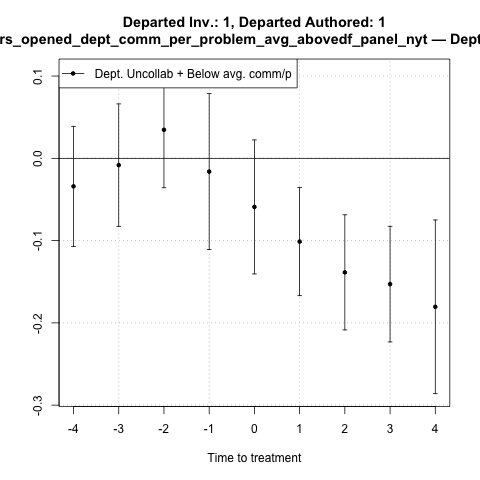 Departed Inv.: 1, Departed Authored: 1
rs_opened_dept_comm_per_problem_avg_abovedf_panel_nyt — Dept
Dept. Uncollab + Below avg. comm/p
0.1
0.0
-0.1
-0.2
-0.3
-4 -3 -2 -1 0 1 2 3 4
Time to treatment